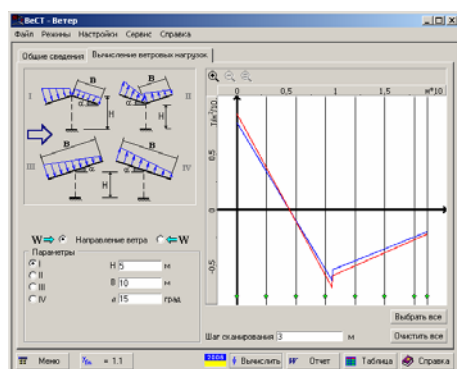 ВеСТ - Ветер
Файл Режимы Настройки Сервис Справка
Общие сведения Вычисление ветровых нагрузок
I B α H B α H II
III B α H B α IV
W Направление ветра W
Параметры
I H 5 м
II B 10 м
III a 15 град
IV
0 0.5 1 1.5 м*10
Т/м²/10
0.5
0
-0.5
Выбрать все
Шаг сканирования 3 м Очистить все
Меню = 1.1 Вычислить Отчет Таблица Справка